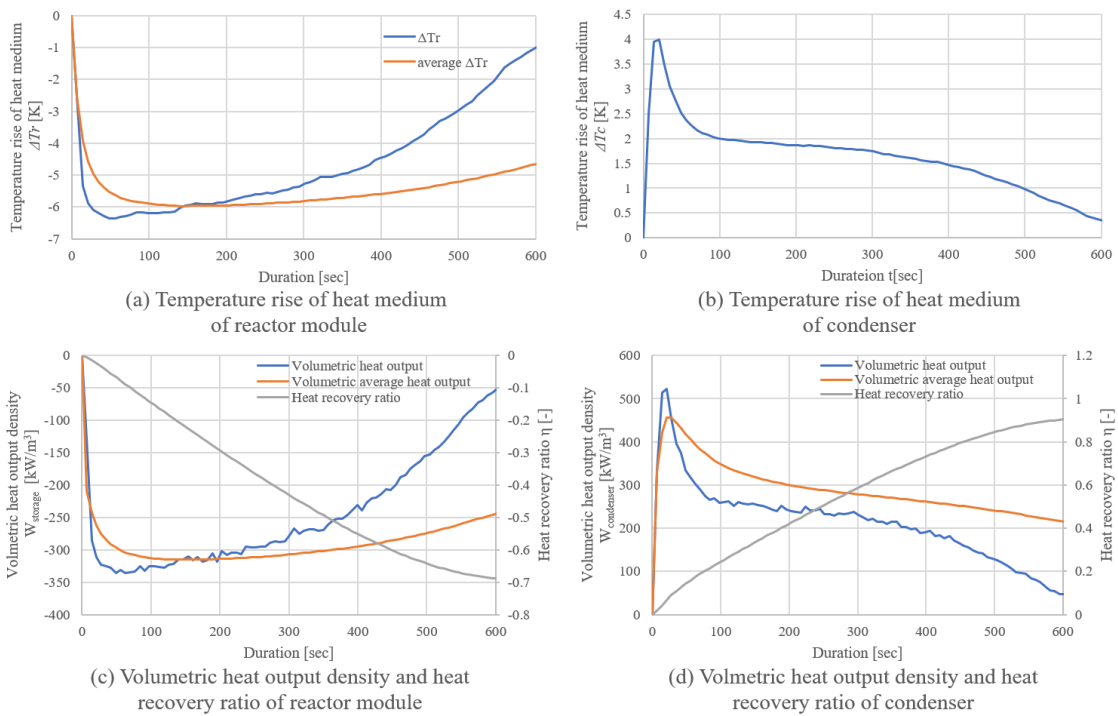 0
-1
-2
-3
-4
-5
-6
-7
Temperature rise of heat medium
ΔTr [K]
ΔTr
average ΔTr
0 100 200 300 400 500 600
Duration [sec]
(a) Temperature rise of heat medium
of reactor module
4.5
4
3.5
3
2.5
2
1.5
1
0.5
0
Temperature rise of heat medium
ΔTc [K]
0 100 200 300 400 500 600
Durateion t[sec]
(b) Temperature rise of heat medium
of condenser
0
-50
-100
-150
-200
-250
-300
-350
-400
Volmetric heat output density
Wstorage [kW/m³]
Volumetric heat output
Volumetric average heat output
Heat recovery ratio
0
-0.1
-0.2
-0.3
-0.4
-0.5
-0.6
-0.7
-0.8
Heat recovery ratio η [-]
0 100 200 300 400 500 600
Duration [sec]
(c) Volumetric heat output density and heat
recovery ratio of reactor module
600
500
400
300
200
100
0
Volumetric heat output density
Wcondenser [kW/m³]
Volumetric heat output
Volumetric average heat output
Heat recovery ratio
1.2
1
0.8
0.6
0.4
0.2
0
Heat recovery ratio η [-]
0 100 200 300 400 500 600
Duration [sec]
(d) Volmetric heat output density and heat
recovery ratio of condenser